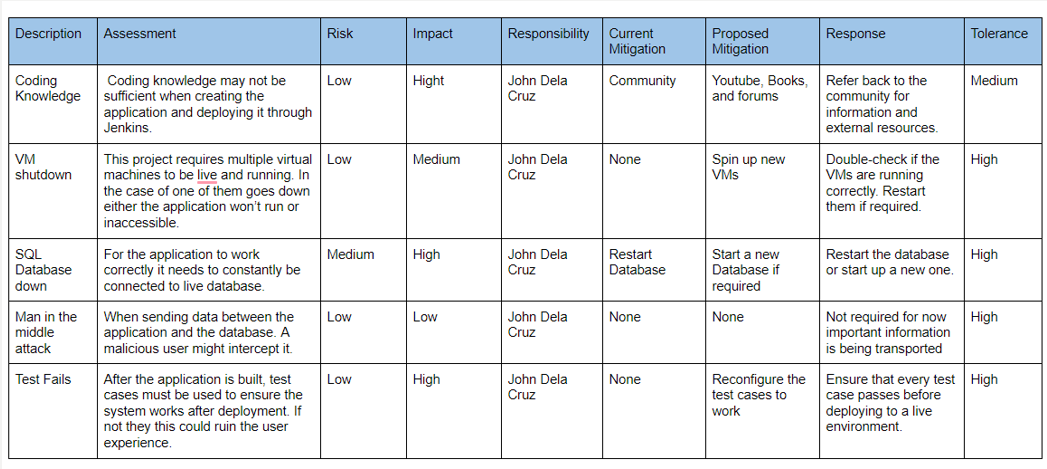 Description
Assessment
Risk
Impact
Responsibility
Current
Mitigation
Proposed
Mitigation
Response
Tolerance
Coding
Knowledge
Coding knowledge may not be
sufficient when creating the
application and deploying it through
Jenkins.
Low
Hight
John Dela
Cruz
Community
Youtube, Books,
and forums
Refer back to the
community for
information and
external resources.
Medium
VM
shutdown
This project requires multiple virtual
machines to be live and running. In
the case of one of them goes down
either the application won't run or
inaccessible.
Low
Medium
John Dela
Cruz
None
Spin up new
VMs
Double-check if the
VMs are running
correctly. Restart
them if required.
High
SQL
Database
down
For the application to work
correctly it needs to constantly be
connected to live database.
Medium
High
John Dela
Cruz
Restart
Database
Start a new
Database if
required
Restart the database
or start up a new one.
High
Man in the
middle
attack
When sending data between the
application and the database. A
malicious user might intercept it.
Low
Low
John Dela
Cruz
None
None
Not required for now
important information
is being transported
High
Test Fails
After the application is built, test
cases must be used to ensure the
system works after deployment. If
not they this could ruin the user
experience.
Low
High
John Dela
Cruz
None
Reconfigure the
test cases to
work
Ensure that every test
case passes before
deploying to a live
environment.
High